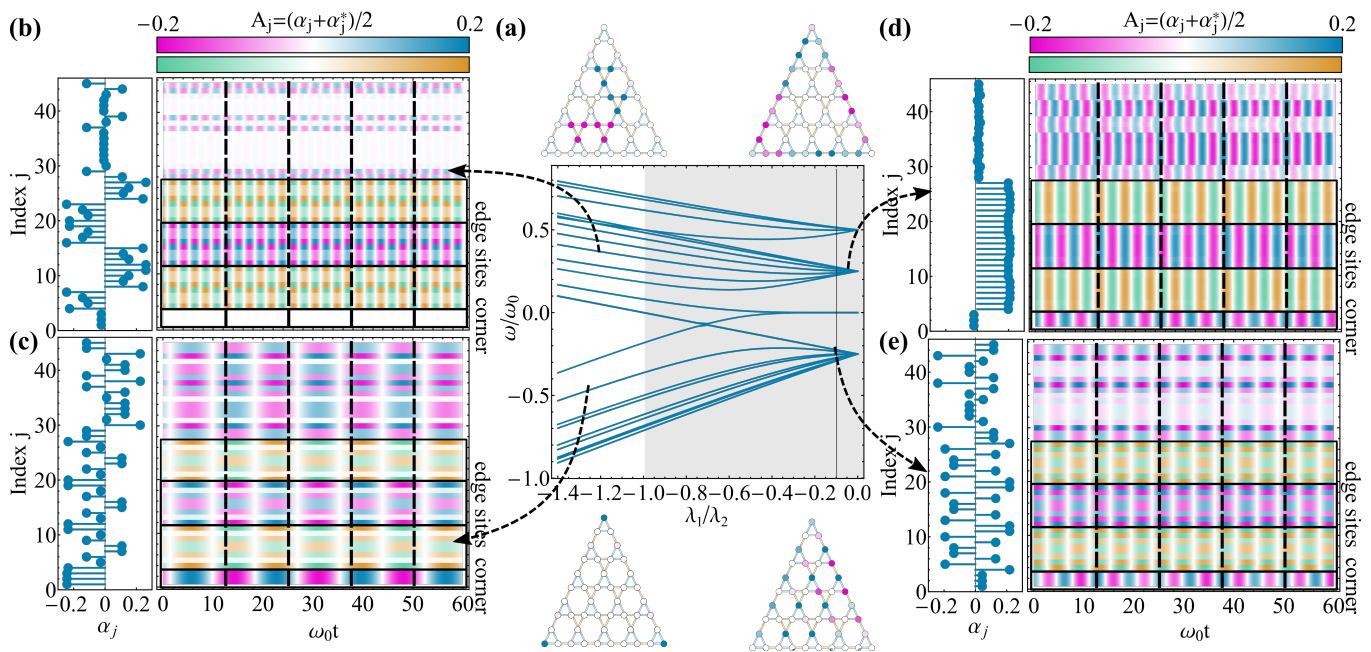 (b)
−0.2
A_j=(α_j+α_j^*)/2
0.2
(a)
−0.2
A_j=(α_j+α_j^*)/2
0.2
(d)
Index j
40
30
20
10
0
edge sites
corner
(c)
Index j
40
30
20
10
0
edge sites
corner
−0.2
0
0.2
α_j
0
10
20
30
40
50
60
ω_0t
ω/ω_0
0.5
0.0
−0.5
−1.0
−1.4
−1.2
−1.0
−0.8
−0.6
−0.4
−0.2
0.0
λ_1/λ_2
Index j
40
30
20
10
0
edge sites
corner
(e)
Index j
40
30
20
10
0
edge sites
corner
−0.2
0
0.2
α_j
0
10
20
30
40
50
60
ω_0t